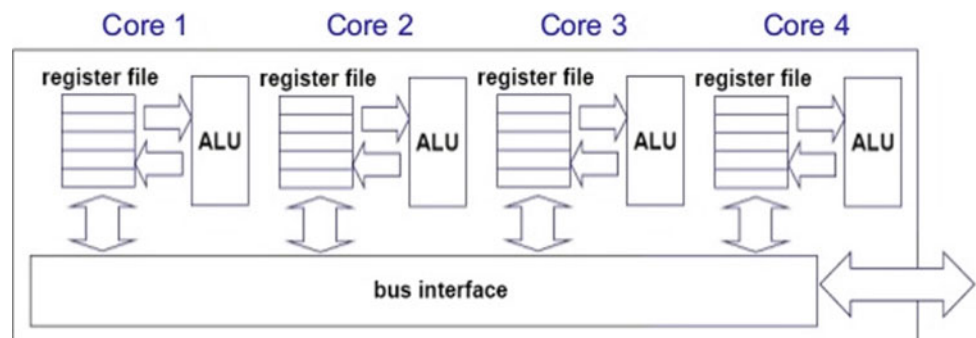 Core 1 Core 2 Core 3 Core 4
register file register file register file register file
ALU ALU ALU ALU
bus interface